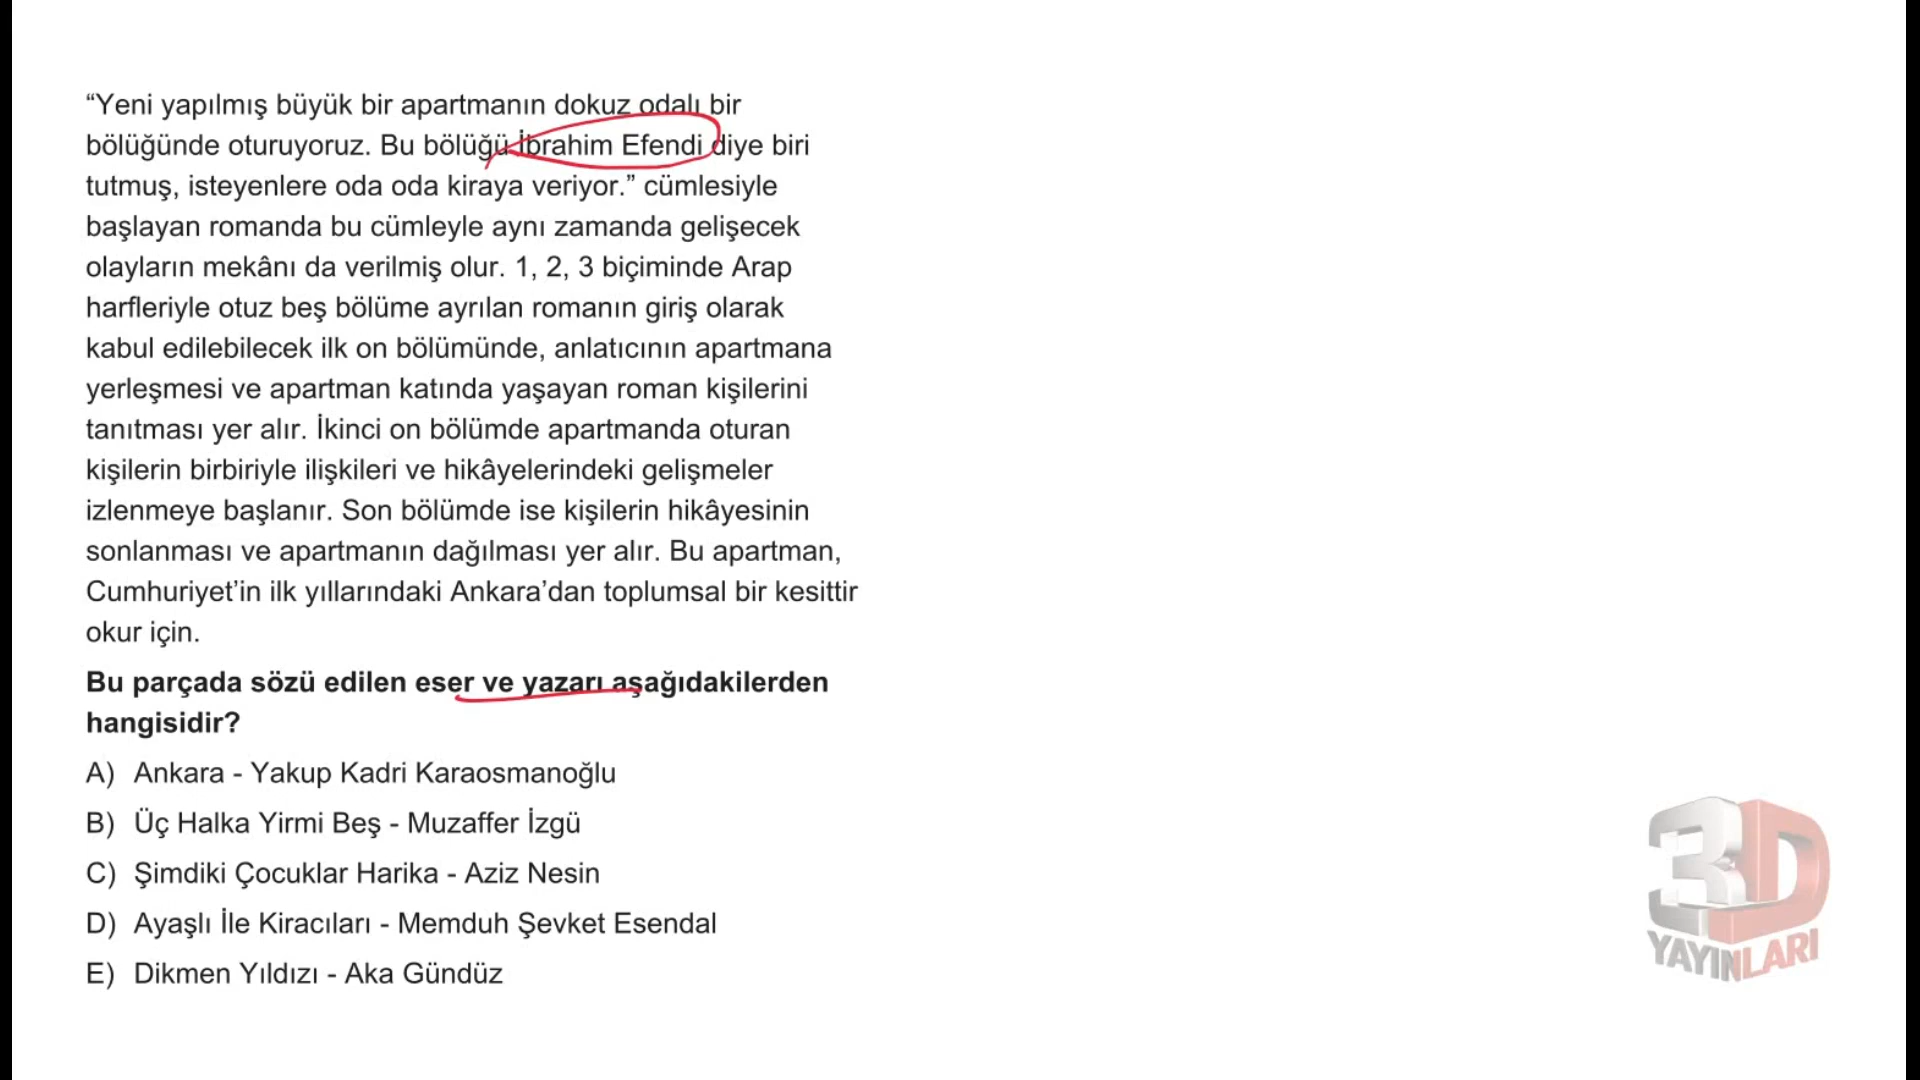 “Yeni yapılmış büyük bir apartmanın dokuz odalı bir
bölüğünde oturuyoruz. Bu bölüğü İbrahim Efendi diye biri
tutmuş, isteyenlere oda oda kiraya veriyor.” cümlesiyle
başlayan romanda bu cümleyle aynı zamanda gelişecek
olayların mekânı da verilmiş olur. 1, 2, 3 biçiminde Arap
harfleriyle otuz beş bölüme ayrılan romanın giriş olarak
kabul edilebilecek ilk on bölümünde, anlatıcının apartmana
yerleşmesi ve apartman katında yaşayan roman kişilerini
tanıtması yer alır. İkinci on bölümde apartmanda oturan
kişilerin birbiriyle ilişkileri ve hikâyelerindeki gelişmeler
izlenmeye başlanır. Son bölümde ise kişilerin hikâyesinin
sonlanması ve apartmanın dağılması yer alır. Bu apartman,
Cumhuriyet’in ilk yıllarındaki Ankara’dan toplumsal bir kesittir
okur için.
Bu parçada sözü edilen eser ve yazarı aşağıdakilerden
hangisidir?
A) Ankara - Yakup Kadri Karaosmanoğlu
B) Üç Halka Yirmi Beş - Muzaffer İzgü
C) Şimdiki Çocuklar Harika - Aziz Nesin
D) Ayaşlı İle Kiracıları - Memduh Şevket Esendal
E) Dikmen Yıldızı - Aka Gündüz
3D
YAYINLARI